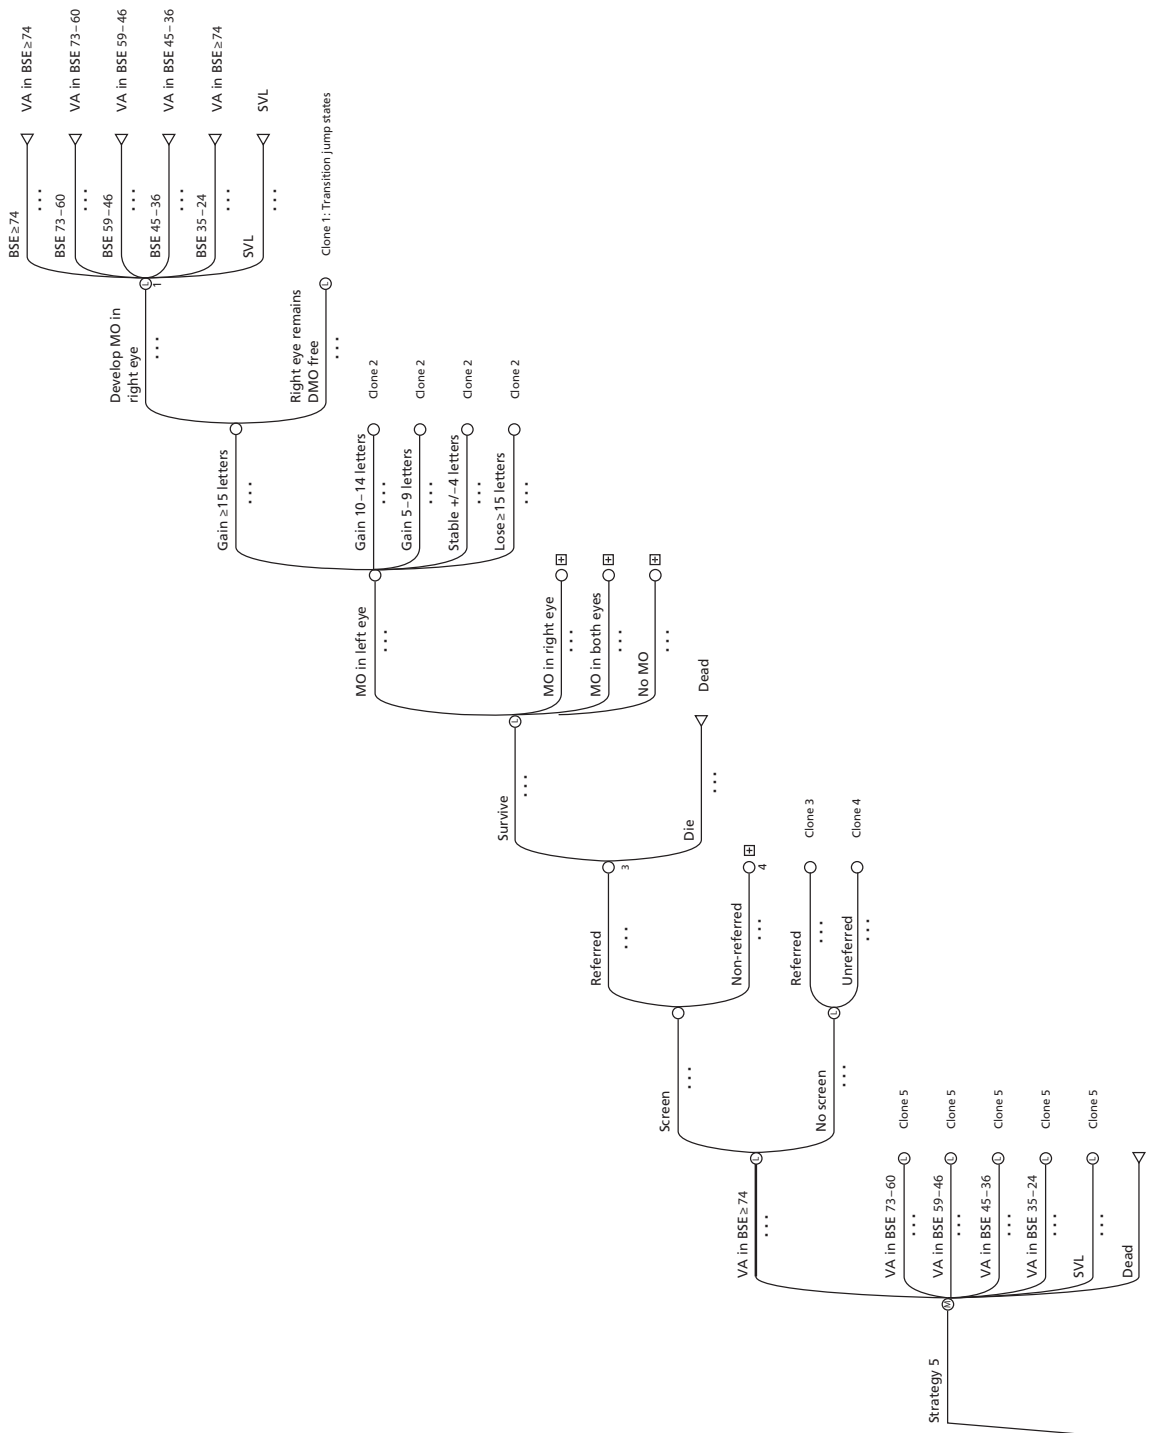 Strategy 5
M
VA in BSE ≥ 74
. . .
L
VA in BSE 73–60
. . .
L
Clone 5
VA in BSE 59–46
. . .
L
Clone 5
VA in BSE 45–36
. . .
L
Clone 5
VA in BSE 35–24
. . .
L
Clone 5
SVL
. . .
L
Clone 5
Dead
Screen
. . .
No screen
. . .
L
Referred
. . .
3
Non-referred
. . .
+
4
Referred
. . .
Clone 3
Unreferred
. . .
Clone 4
Survive
. . .
L
Die
. . .
Dead
MO in left eye
. . .
MO in right eye
. . .
+
MO in both eyes
. . .
+
No MO
. . .
+
Gain ≥15 letters
. . .
Gain 10–14 letters
. . .
Clone 2
Gain 5–9 letters
. . .
Clone 2
Stable +/−4 letters
. . .
Clone 2
Lose≥15 letters
. . .
Clone 2
Develop MO in
right eye
. . .
L
1
Right eye remains
DMO free
. . .
L
Clone 1: Transition jump states
BSE≥74
. . .
VA in BSE≥74
BSE 73–60
. . .
VA in BSE 73–60
BSE 59–46
. . .
VA in BSE 59–46
BSE 45–36
. . .
VA in BSE 45–36
BSE 35–24
. . .
VA in BSE≥74
SVL
. . .
SVL